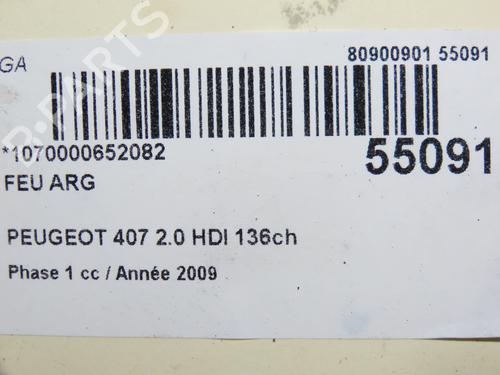 GA 80900901 55091
*1070000652082 55091
FEU ARG
PEUGEOT 407 2.0 HDI 136ch
Phase 1 cc / Année 2009